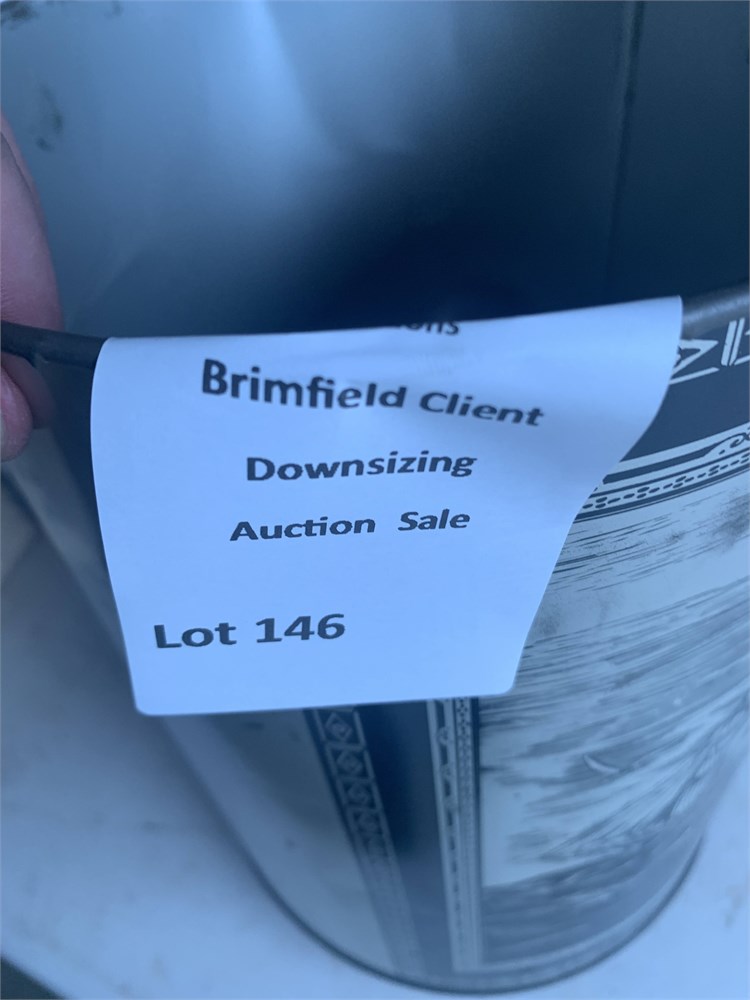 Brimfield Client
Downsizing
Auction Sale
Lot 146